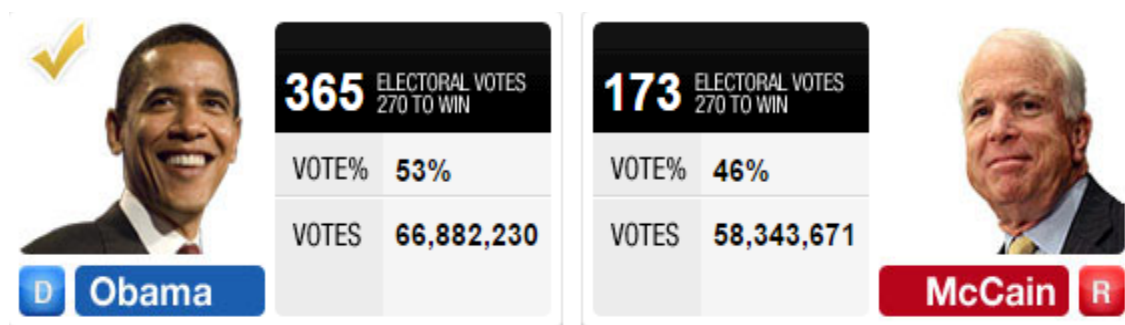 365 ELECTORAL VOTES
270 TO WIN
VOTE% 53%
VOTES 66,882,230
D Obama
173 ELECTORAL VOTES
270 TO WIN
VOTE% 46%
VOTES 58,343,671
McCain R